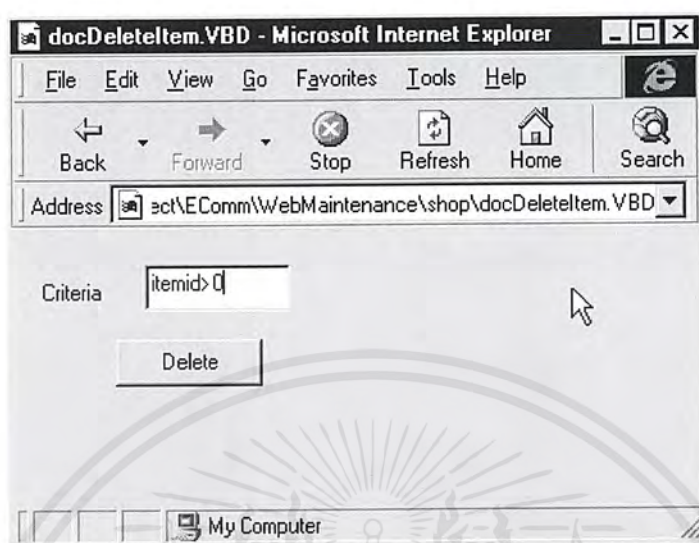 docDeleteItem.VBD - Microsoft Internet Explorer
File Edit View Go Favorites Tools Help
Back Forward Stop Refresh Home Search
Address ect\EComm\WebMaintenance\shop\docDeleteItem.VBD
Criteria itemid>0
Delete
My Computer